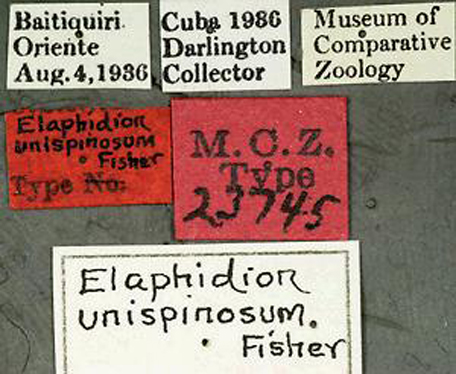 Baitiquiri
Oriente
Aug. 4, 1936
Cuba 1936
Darlington
Collector
Museum of
Comparative
Zoology
Elaphidion
unispinosum
Fisher
Type No:
M. C. Z.
Type
23745
Elaphidion
unispinosum.
Fisher